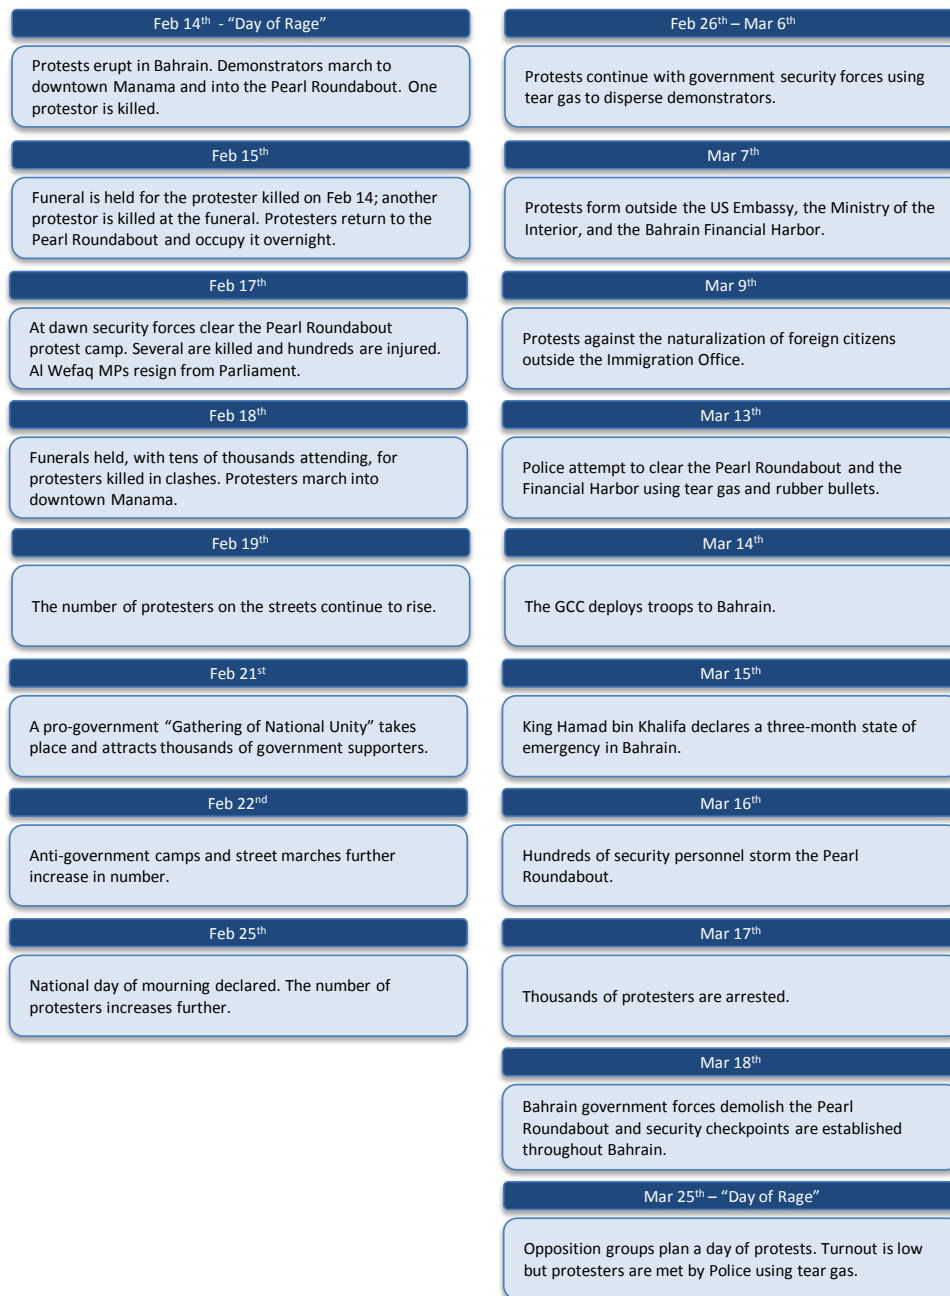 Feb 14th - “Day of Rage”
Protests erupt in Bahrain. Demonstrators march to
downtown Manama and into the Pearl Roundabout. One
protestor is killed.
Feb 15th
Funeral is held for the protester killed on Feb 14; another
protestor is killed at the funeral. Protesters return to the
Pearl Roundabout and occupy it overnight.
Feb 17th
At dawn security forces clear the Pearl Roundabout
protest camp. Several are killed and hundreds are injured.
Al Wefaq MPs resign from Parliament.
Feb 18th
Funerals held, with tens of thousands attending, for
protesters killed in clashes. Protesters march into
downtown Manama.
Feb 19th
The number of protesters on the streets continue to rise.
Feb 21st
A pro-government “Gathering of National Unity” takes
place and attracts thousands of government supporters.
Feb 22nd
Anti-government camps and street marches further
increase in number.
Feb 25th
National day of mourning declared. The number of
protesters increases further.
Feb 26th – Mar 6th
Protests continue with government security forces using
tear gas to disperse demonstrators.
Mar 7th
Protests form outside the US Embassy, the Ministry of the
Interior, and the Bahrain Financial Harbor.
Mar 9th
Protests against the naturalization of foreign citizens
outside the Immigration Office.
Mar 13th
Police attempt to clear the Pearl Roundabout and the
Financial Harbor using tear gas and rubber bullets.
Mar 14th
The GCC deploys troops to Bahrain.
Mar 15th
King Hamad bin Khalifa declares a three-month state of
emergency in Bahrain.
Mar 16th
Hundreds of security personnel storm the Pearl
Roundabout.
Mar 17th
Thousands of protesters are arrested.
Mar 18th
Bahrain government forces demolish the Pearl
Roundabout and security checkpoints are established
throughout Bahrain.
Mar 25th – “Day of Rage”
Opposition groups plan a day of protests. Turnout is low
but protesters are met by Police using tear gas.